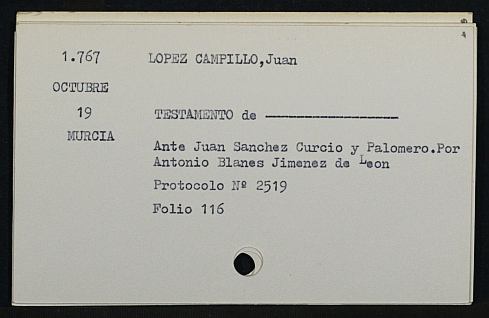 1.767 LOPEZ CAMPILLO,Juan
OCTUBRE
19 TESTAMENTO de ------------------
MURCIA
Ante Juan Sanchez Curcio y Palomero.Por
Antonio Blanes Jimenez de Leon
Protocolo Nº 2519
Folio 116